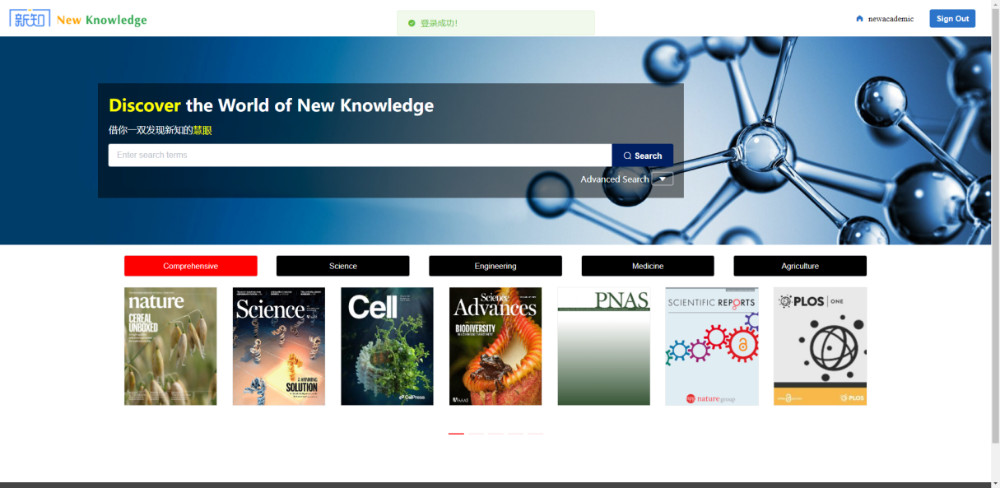 新知 New Knowledge
登录成功!
newacademic
Sign Out
Discover the World of New Knowledge
借你一双发现新知的慧眼
Enter search terms
Search
Advanced Search
Comprehensive
Science
Engineering
Medicine
Agriculture
nature
CEREAL
UNBOXED
Science
A WINNING
SOLUTION
Cell
CellPress
Science
Advances
BIODIVERSITY
AAAS
PNAS
SCIENTIFIC REPORTS
nature group
PLOS ONE
PLOS